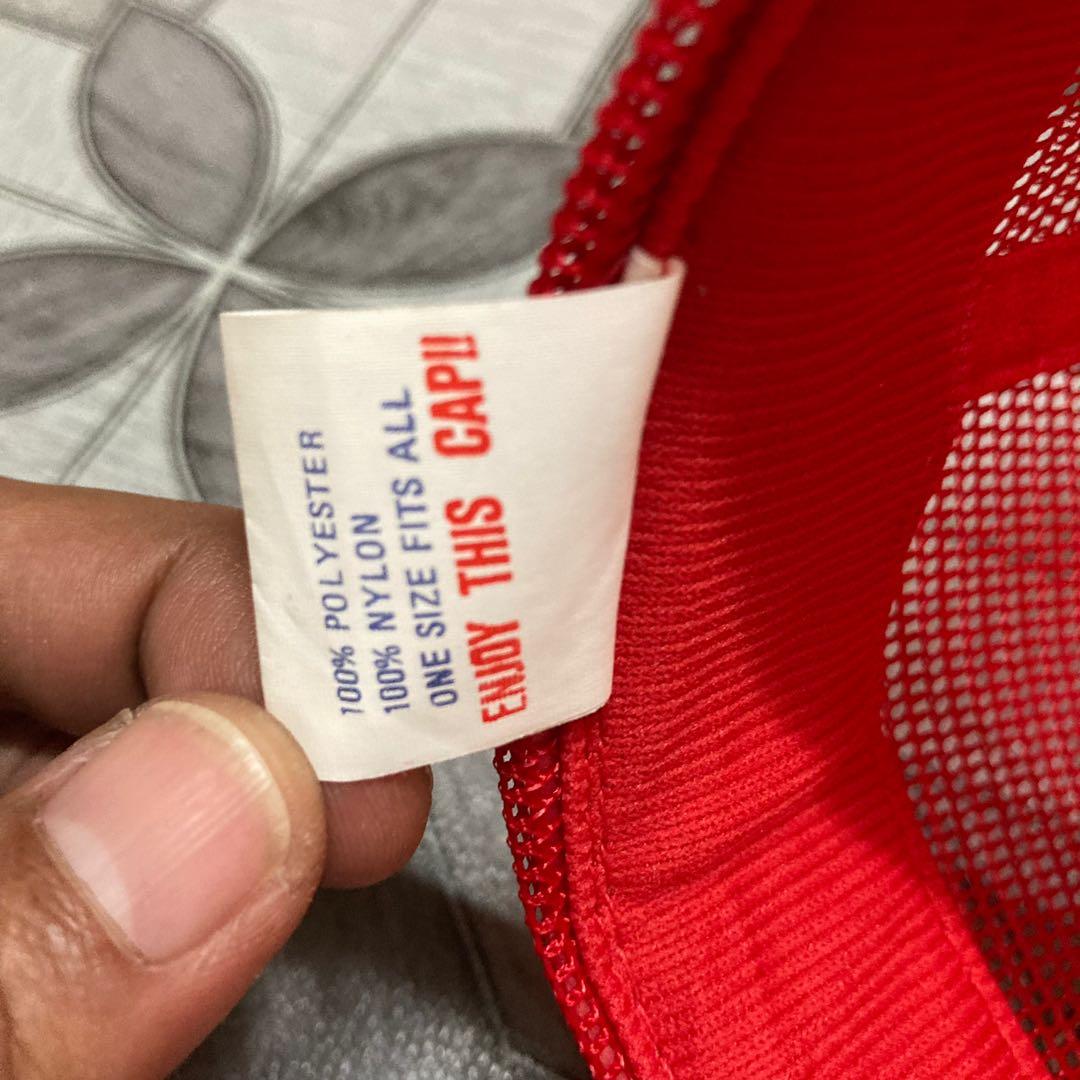 100% POLYESTER
100% NYLON
ONE SIZE FITS ALL
ENJOY THIS CAP!!